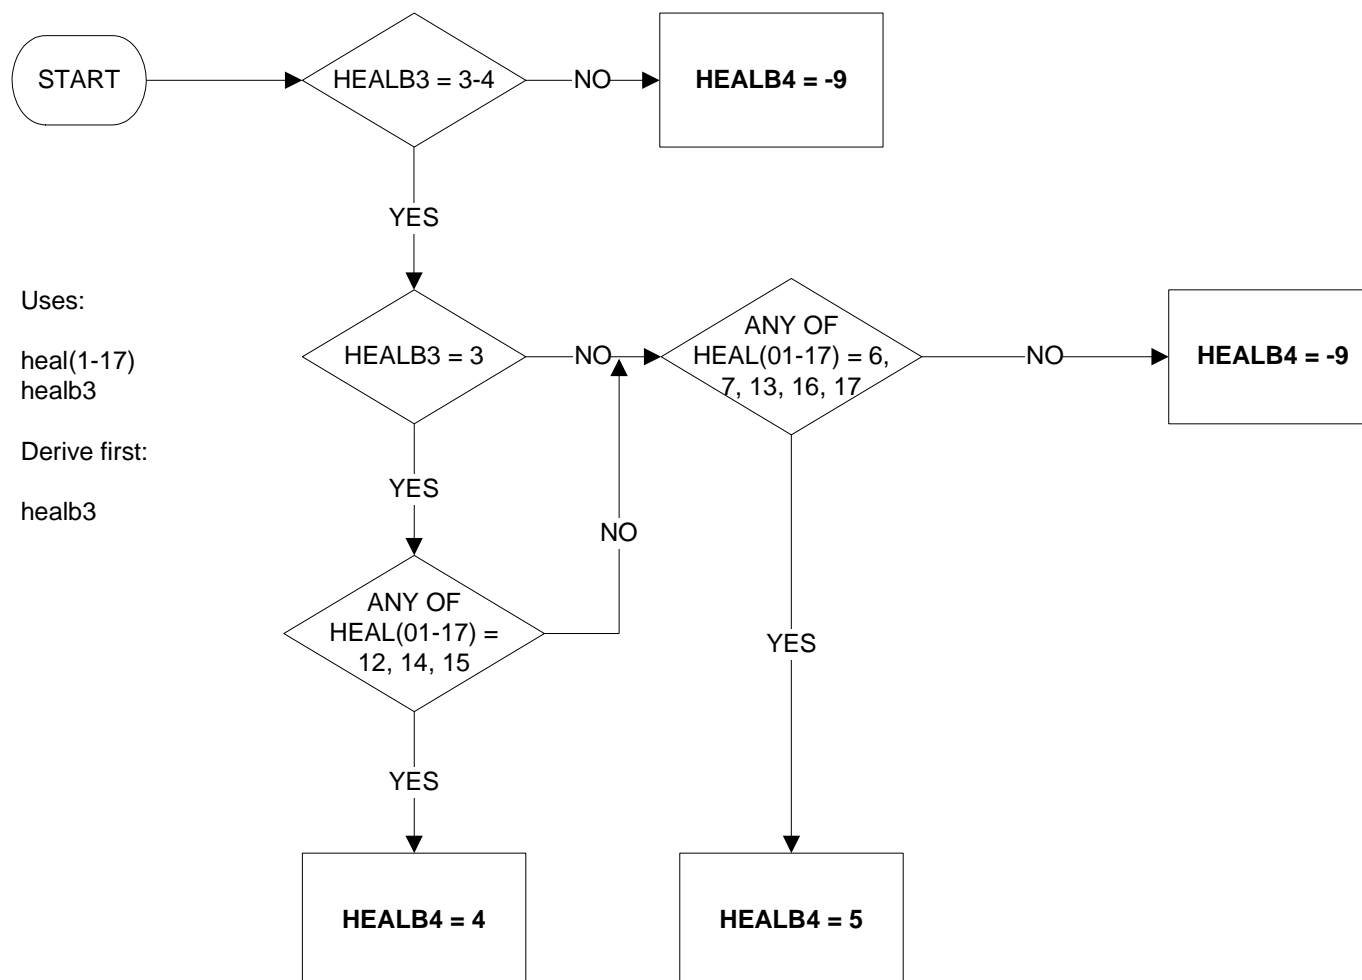 START
HEALB3 = 3-4
NO
HEALB4 = -9
YES
Uses:
heal(1-17)
healb3
Derive first:
healb3
HEALB3 = 3
NO
ANY OF
HEAL(01-17) = 6,
7, 13, 16, 17
NO
HEALB4 = -9
YES
NO
ANY OF
HEAL(01-17) =
12, 14, 15
YES
YES
HEALB4 = 4
HEALB4 = 5